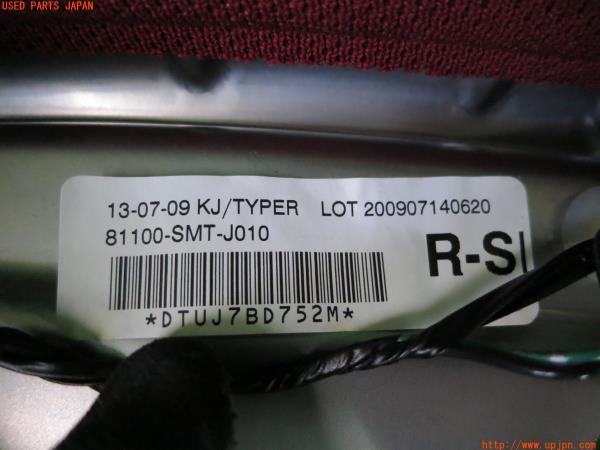 USED PARTS JAPAN
13-07-09 KJ/TYPER LOT 200907140620
81100-SMT-J010
R-S
*DTUJ7BD752M*
© http://www.upjpn.com